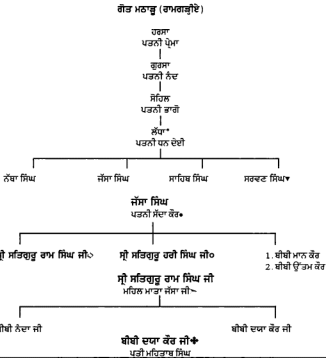 ਗੋਤ ਮਠਾੜੂ (ਰਾਮਗੜ੍ਹੀਏ)
ਹਰਸਾ
ਪਤਨੀ ਪ੍ਰੇਮਾ
ਗੁਰਸਾ
ਪਤਨੀ ਨੰਦ
ਸੋਹਿਲ
ਪਤਨੀ ਭਾਗੋ
ਲੱਧਾ*
ਪਤਨੀ ਧਨ ਦੇਈ
ਨੱਥਾ ਸਿੰਘ ਜੱਸਾ ਸਿੰਘ ਸਾਹਿਬ ਸਿੰਘ ਸਰਵਣ ਸਿੰਘ▾
ਜੱਸਾ ਸਿੰਘ
ਪਤਨੀ ਸੱਦਾ ਕੌਰ●
ਸ੍ਰੀ ਸਤਿਗੁਰੂ ਰਾਮ ਸਿੰਘ ਜੀ ਸ੍ਰੀ ਸਤਿਗੁਰੂ ਹਰੀ ਸਿੰਘ ਜੀ○ 1. ਬੀਬੀ ਮਾਨ ਕੌਰ
2. ਬੀਬੀ ਉੱਤਮ ਕੌਰ
ਸ੍ਰੀ ਸਤਿਗੁਰੂ ਰਾਮ ਸਿੰਘ ਜੀ
ਮਹਿਲ ਮਾਤਾ ਜੱਸਾ ਜੀ
ਬੀਬੀ ਨੰਦਾ ਜੀ ਬੀਬੀ ਦਯਾ ਕੌਰ ਜੀ
ਬੀਬੀ ਦਯਾ ਕੌਰ ਜੀ✤
ਪਤੀ ਮਹਿਤਾਬ ਸਿੰਘ